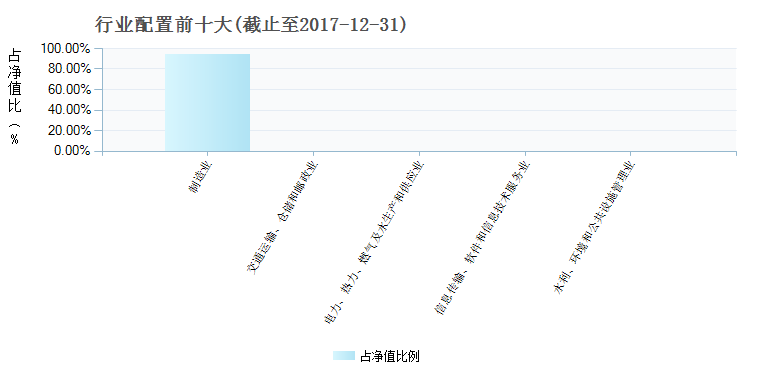 行业配置前十大(截止至2017-12-31)
占净值比(%
100.00%
80.00%
60.00%
40.00%
20.00%
0.00%
制造业
交通运输、仓储和邮政业
电力、热力、燃气及水生产和供应业
信息传输、软件和信息技术服务业
水利、环境和公共设施管理业
占净值比例